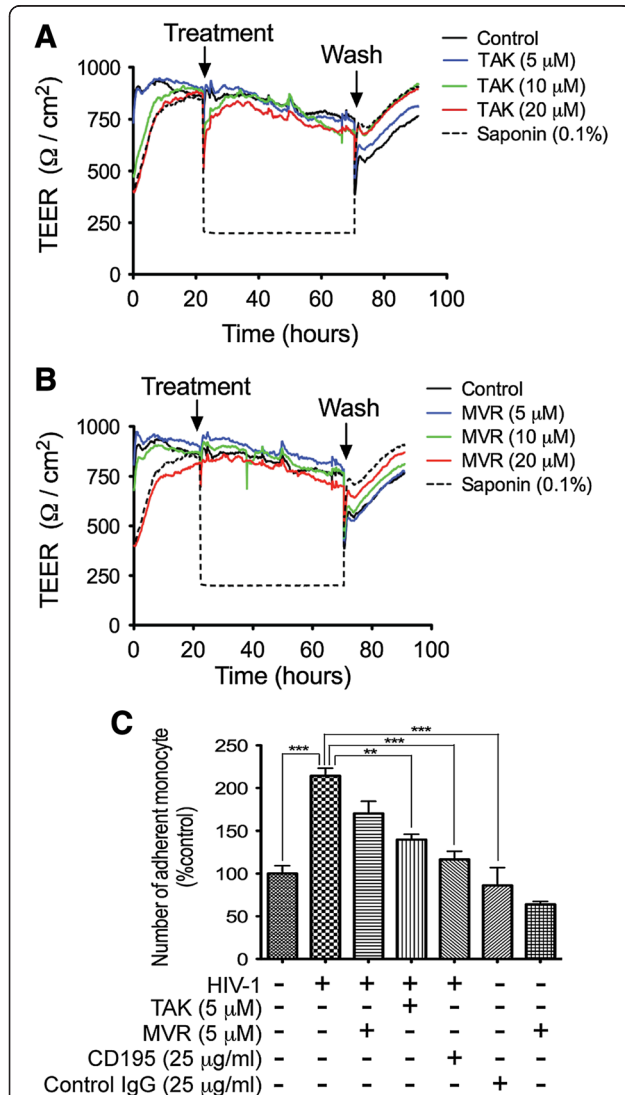 A
Treatment
Wash
Control
TAK (5 μM)
TAK (10 μM)
TAK (20 μM)
Saponin (0.1%)
TEER (Ω / cm²)
1000
750
500
250
0
0 20 40 60 80 100
Time (hours)
B
Treatment
Wash
Control
MVR (5 μM)
MVR (10 μM)
MVR (20 μM)
Saponin (0.1%)
TEER (Ω / cm²)
1000
750
500
250
0
0 20 40 60 80 100
Time (hours)
C
Number of adherent monocyte
(%control)
250
200
150
100
50
0
***
***
***
**
HIV-1 - + + + + - -
TAK (5 μM) - - - + - - -
MVR (5 μM) - - + - - - +
CD195 (25 μg/ml) - - - - + - -
Control IgG (25 μg/ml) - - - - - + -